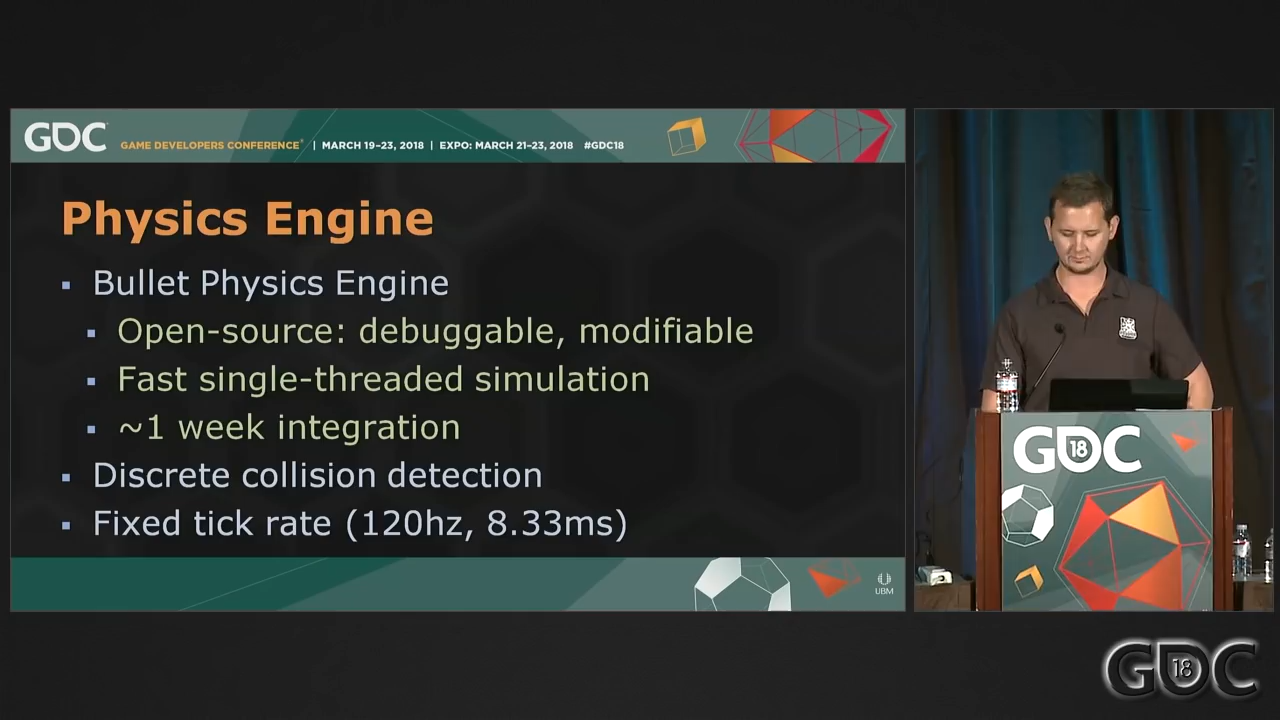 GDC
GAME DEVELOPERS CONFERENCE® | MARCH 19–23, 2018 | EXPO: MARCH 21–23, 2018 #GDC18
Physics Engine
▪ Bullet Physics Engine
▪ Open-source: debuggable, modifiable
▪ Fast single-threaded simulation
▪ ~1 week integration
▪ Discrete collision detection
▪ Fixed tick rate (120hz, 8.33ms)
UBM
GDC 18
GDC 18